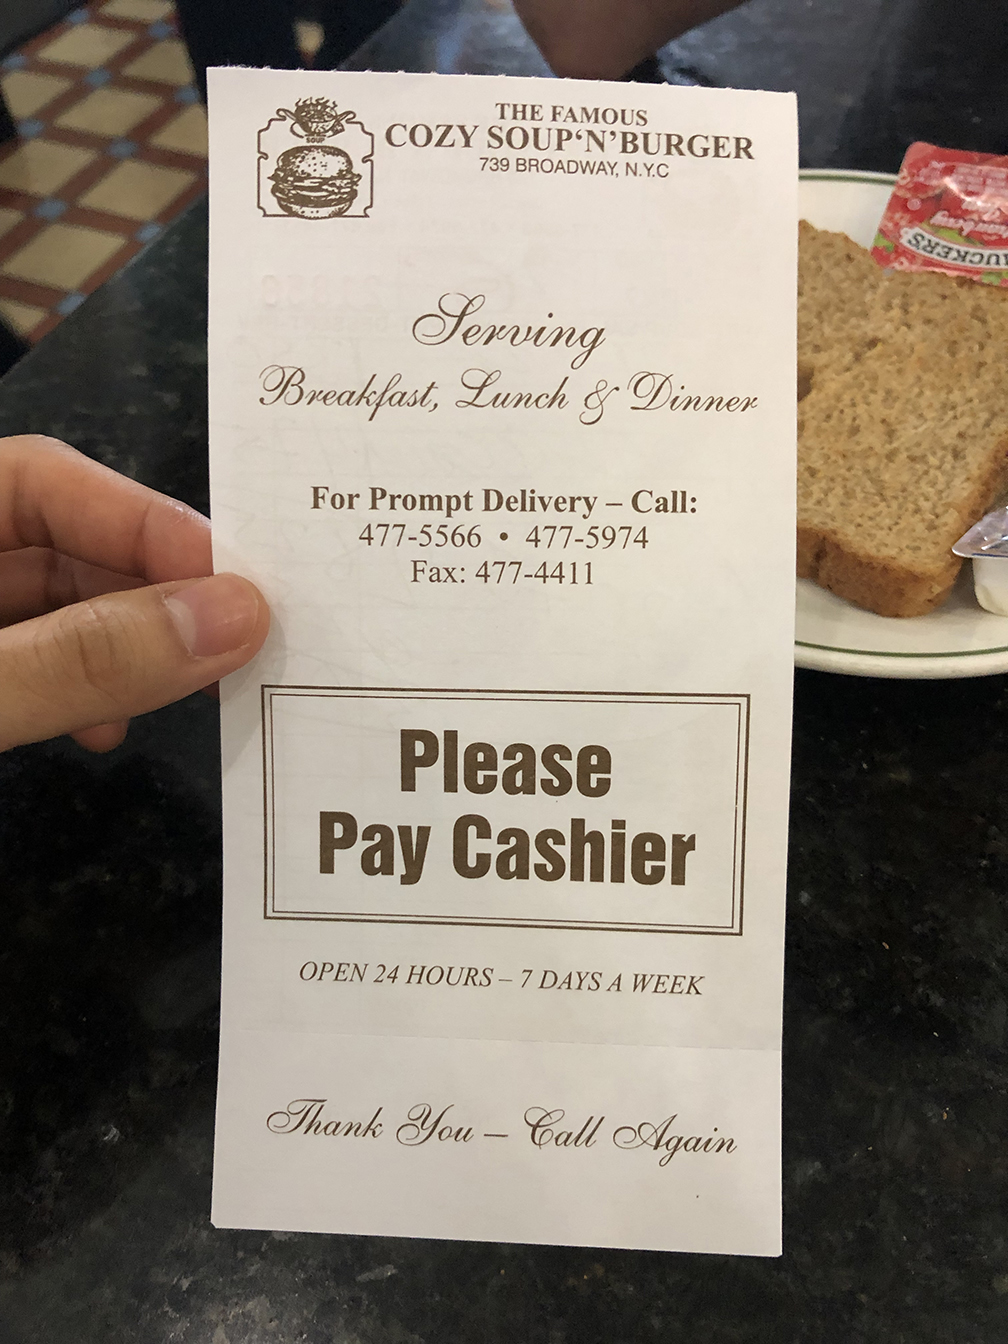 SOUP
THE FAMOUS
COZY SOUP‘N’BURGER
739 BROADWAY, N.Y.C
Serving
Breakfast, Lunch & Dinner
For Prompt Delivery – Call:
477-5566 • 477-5974
Fax: 477-4411
Please
Pay Cashier
OPEN 24 HOURS – 7 DAYS A WEEK
Thank You – Call Again